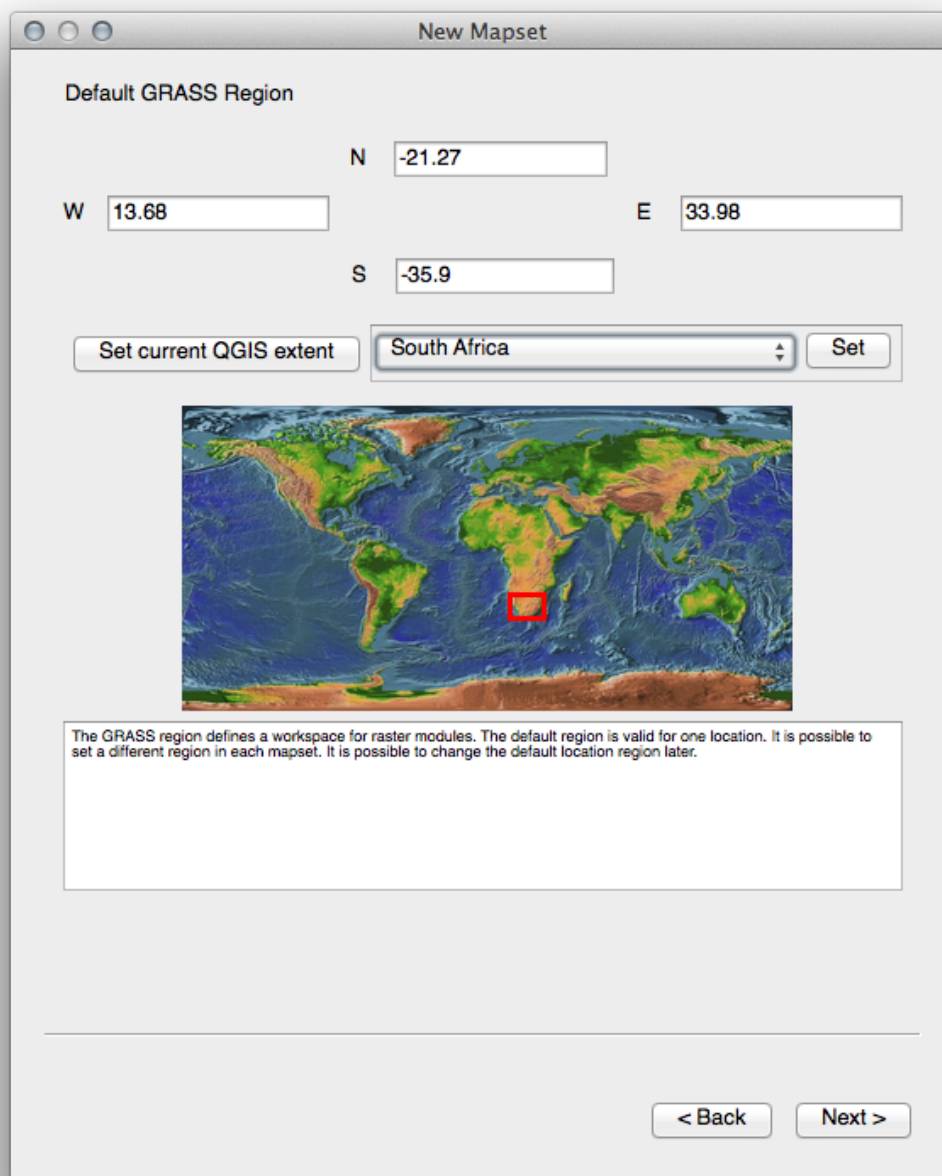 New Mapset
Default GRASS Region
N -21.27
W 13.68 E 33.98
S -35.9
Set current QGIS extent South Africa Set
The GRASS region defines a workspace for raster modules. The default region is valid for one location. It is possible to
set a different region in each mapset. It is possible to change the default location region later.
< Back Next >